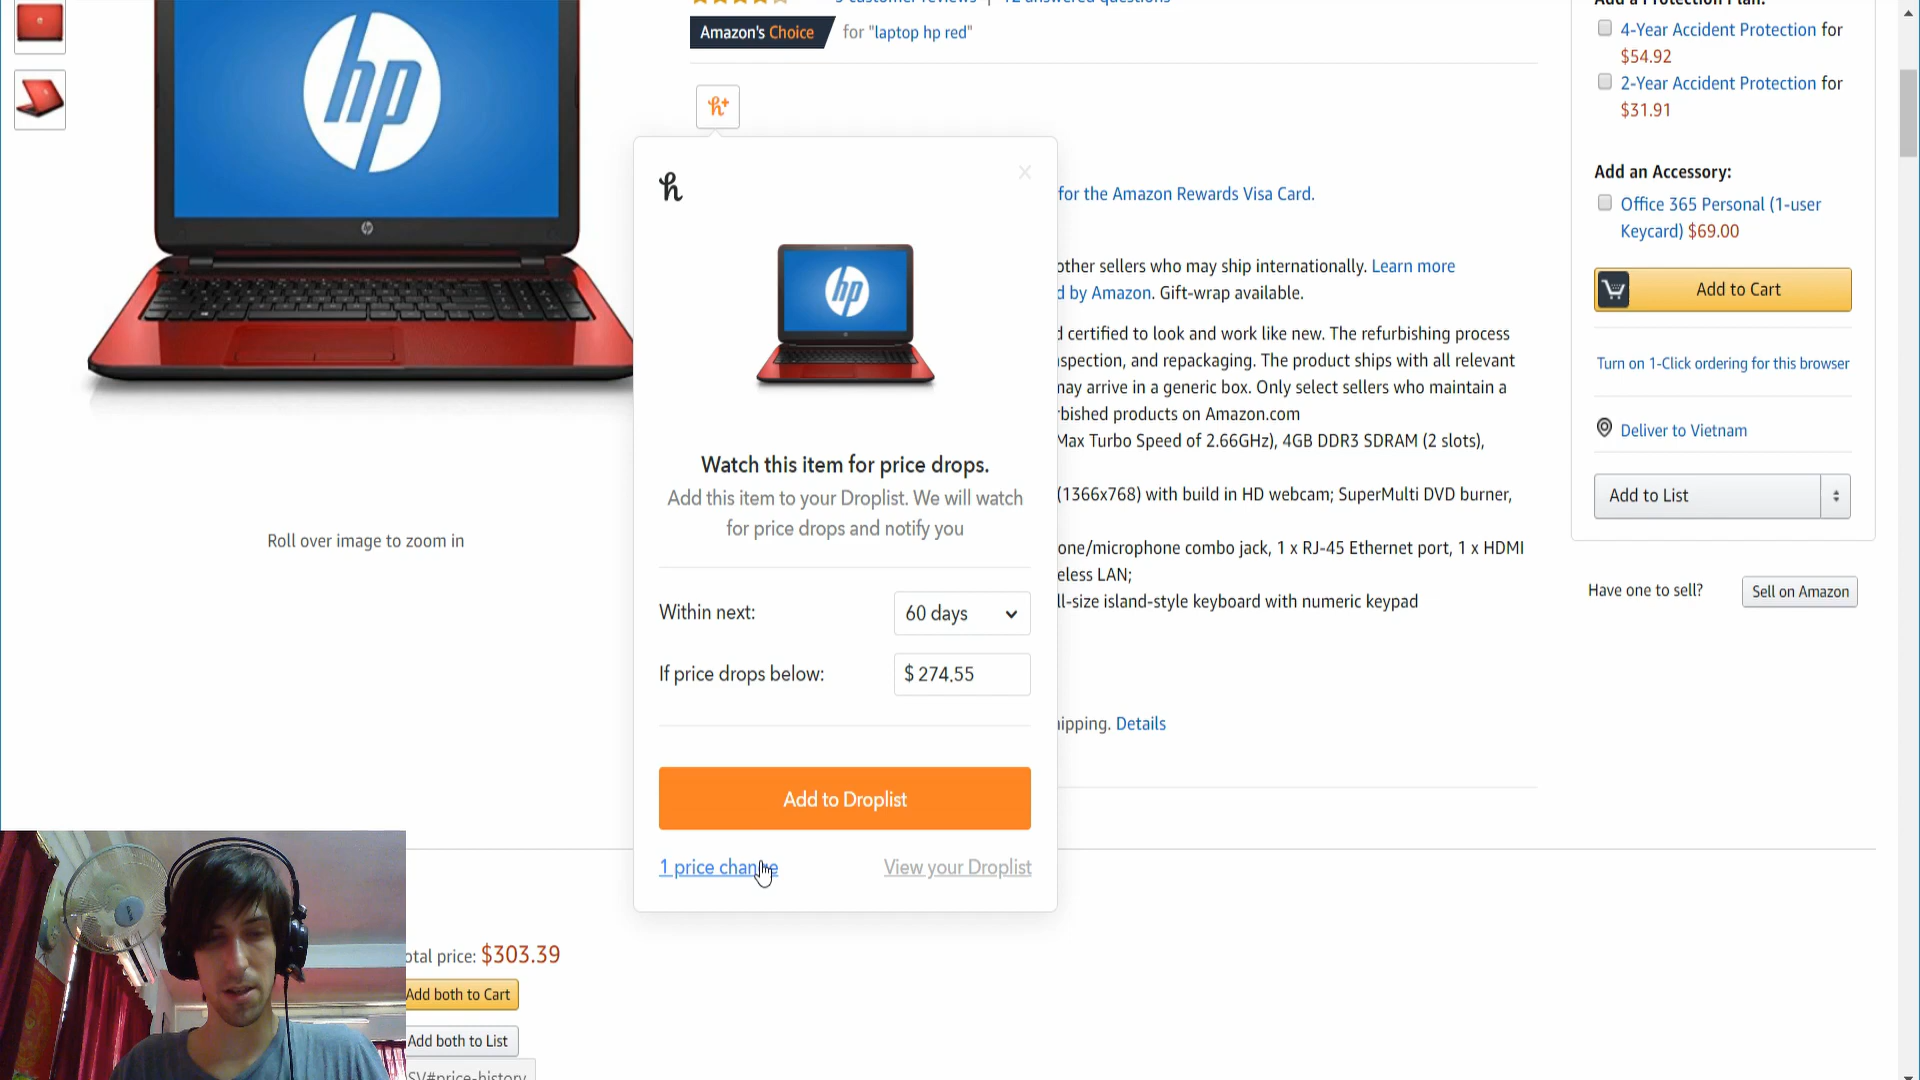 Amazon's Choice for "laptop hp red"
h+
hp
hp
h
Watch this item for price drops.
Add this item to your Droplist. We will watch
for price drops and notify you
Within next: 60 days
If price drops below: $ 274.55
Add to Droplist
1 price change View your Droplist
for the Amazon Rewards Visa Card.
other sellers who may ship internationally. Learn more
by Amazon. Gift-wrap available.
certified to look and work like new. The refurbishing process
and repackaging. The product ships with all relevant
may arrive in a generic box. Only select sellers who maintain a
products on Amazon.com
Max Turbo Speed of 2.66GHz), 4GB DDR3 SDRAM (2 slots),
(1366x768) with build in HD webcam; SuperMulti DVD burner,
combo jack, 1 x RJ-45 Ethernet port, 1 x HDMI
LAN;
island-style keyboard with numeric keypad
Details
Roll over image to zoom in
4-Year Accident Protection for
$54.92
2-Year Accident Protection for
$31.91
Add an Accessory:
Office 365 Personal (1-user
Keycard) $69.00
Add to Cart
Turn on 1-Click ordering for this browser
Deliver to Vietnam
Add to List
Have one to sell? Sell on Amazon
price: $303.39
Add both to Cart
Add both to List